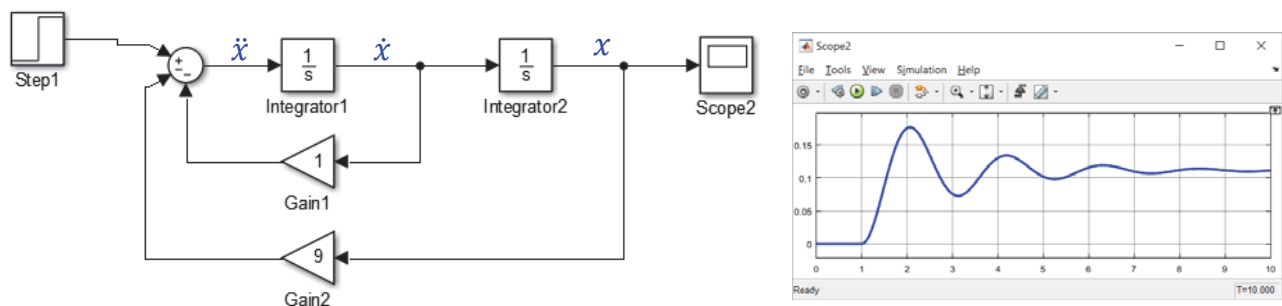 Step1
+
−
−
ẍ
1
s
Integrator1
ẋ
1
s
Integrator2
x
Scope2
1
Gain1
9
Gain2
Scope2
File Tools View Simulation Help
0.15
0.1
0.05
0
0 1 2 3 4 5 6 7 8 9 10
Ready T=10.000